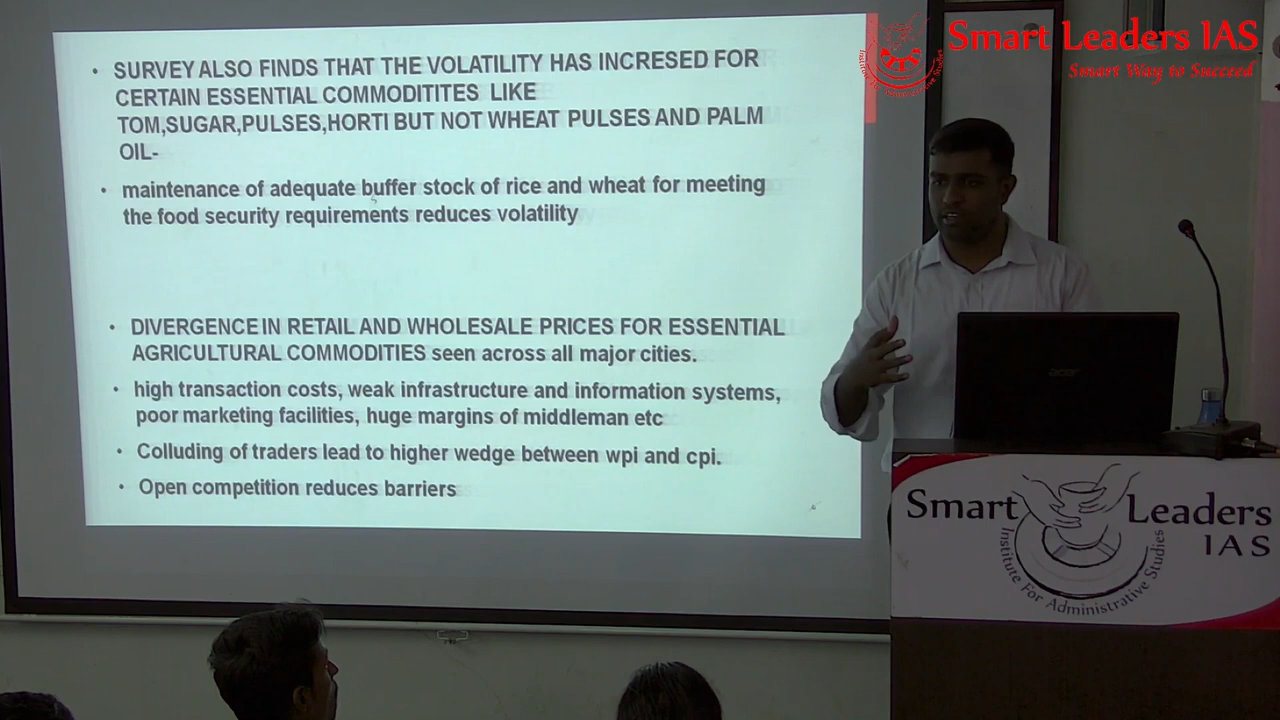 • SURVEY ALSO FINDS THAT THE VOLATILITY HAS INCRESED FOR
CERTAIN ESSENTIAL COMMODITITES LIKE
TOM,SUGAR,PULSES,HORTI BUT NOT WHEAT PULSES AND PALM
OIL-
• maintenance of adequate buffer stock of rice and wheat for meeting
the food security requirements reduces volatility
• DIVERGENCE IN RETAIL AND WHOLESALE PRICES FOR ESSENTIAL
AGRICULTURAL COMMODITIES seen across all major cities.
• high transaction costs, weak infrastructure and information systems,
poor marketing facilities, huge margins of middleman etc
• Colluding of traders lead to higher wedge between wpi and cpi.
• Open competition reduces barriers
Smart Leaders IAS
Smart Way to Succeed
acer
Smart Leaders
IAS
Institute For Administrative Studies